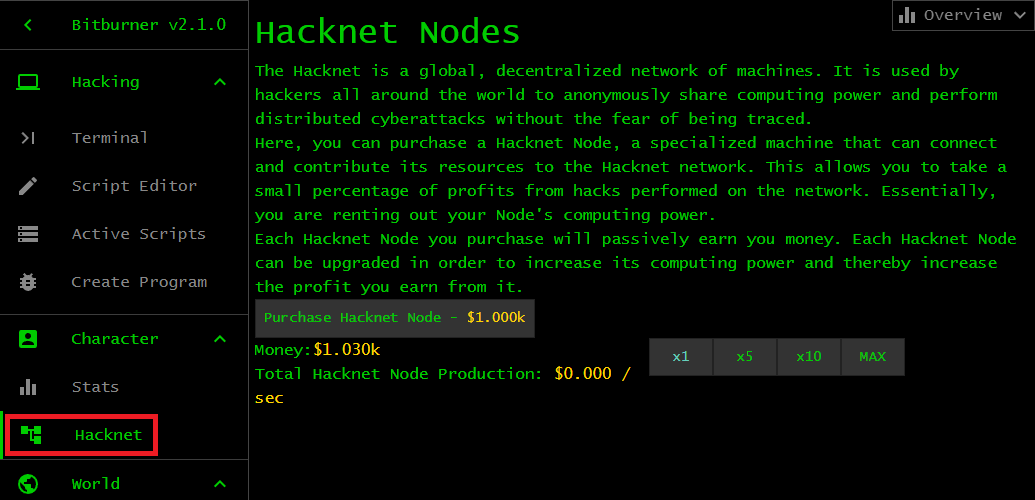 Bitburner v2.1.0
Hacking
Terminal
Script Editor
Active Scripts
Create Program
Character
Stats
Hacknet
World
Overview
Hacknet Nodes
The Hacknet is a global, decentralized network of machines. It is used by
hackers all around the world to anonymously share computing power and perform
distributed cyberattacks without the fear of being traced.
Here, you can purchase a Hacknet Node, a specialized machine that can connect
and contribute its resources to the Hacknet network. This allows you to take a
small percentage of profits from hacks performed on the network. Essentially,
you are renting out your Node's computing power.
Each Hacknet Node you purchase will passively earn you money. Each Hacknet Node
can be upgraded in order to increase its computing power and thereby increase
the profit you earn from it.
Purchase Hacknet Node - $1.000k
Money:$1.030k
Total Hacknet Node Production: $0.000 /
sec
x1 x5 x10 MAX